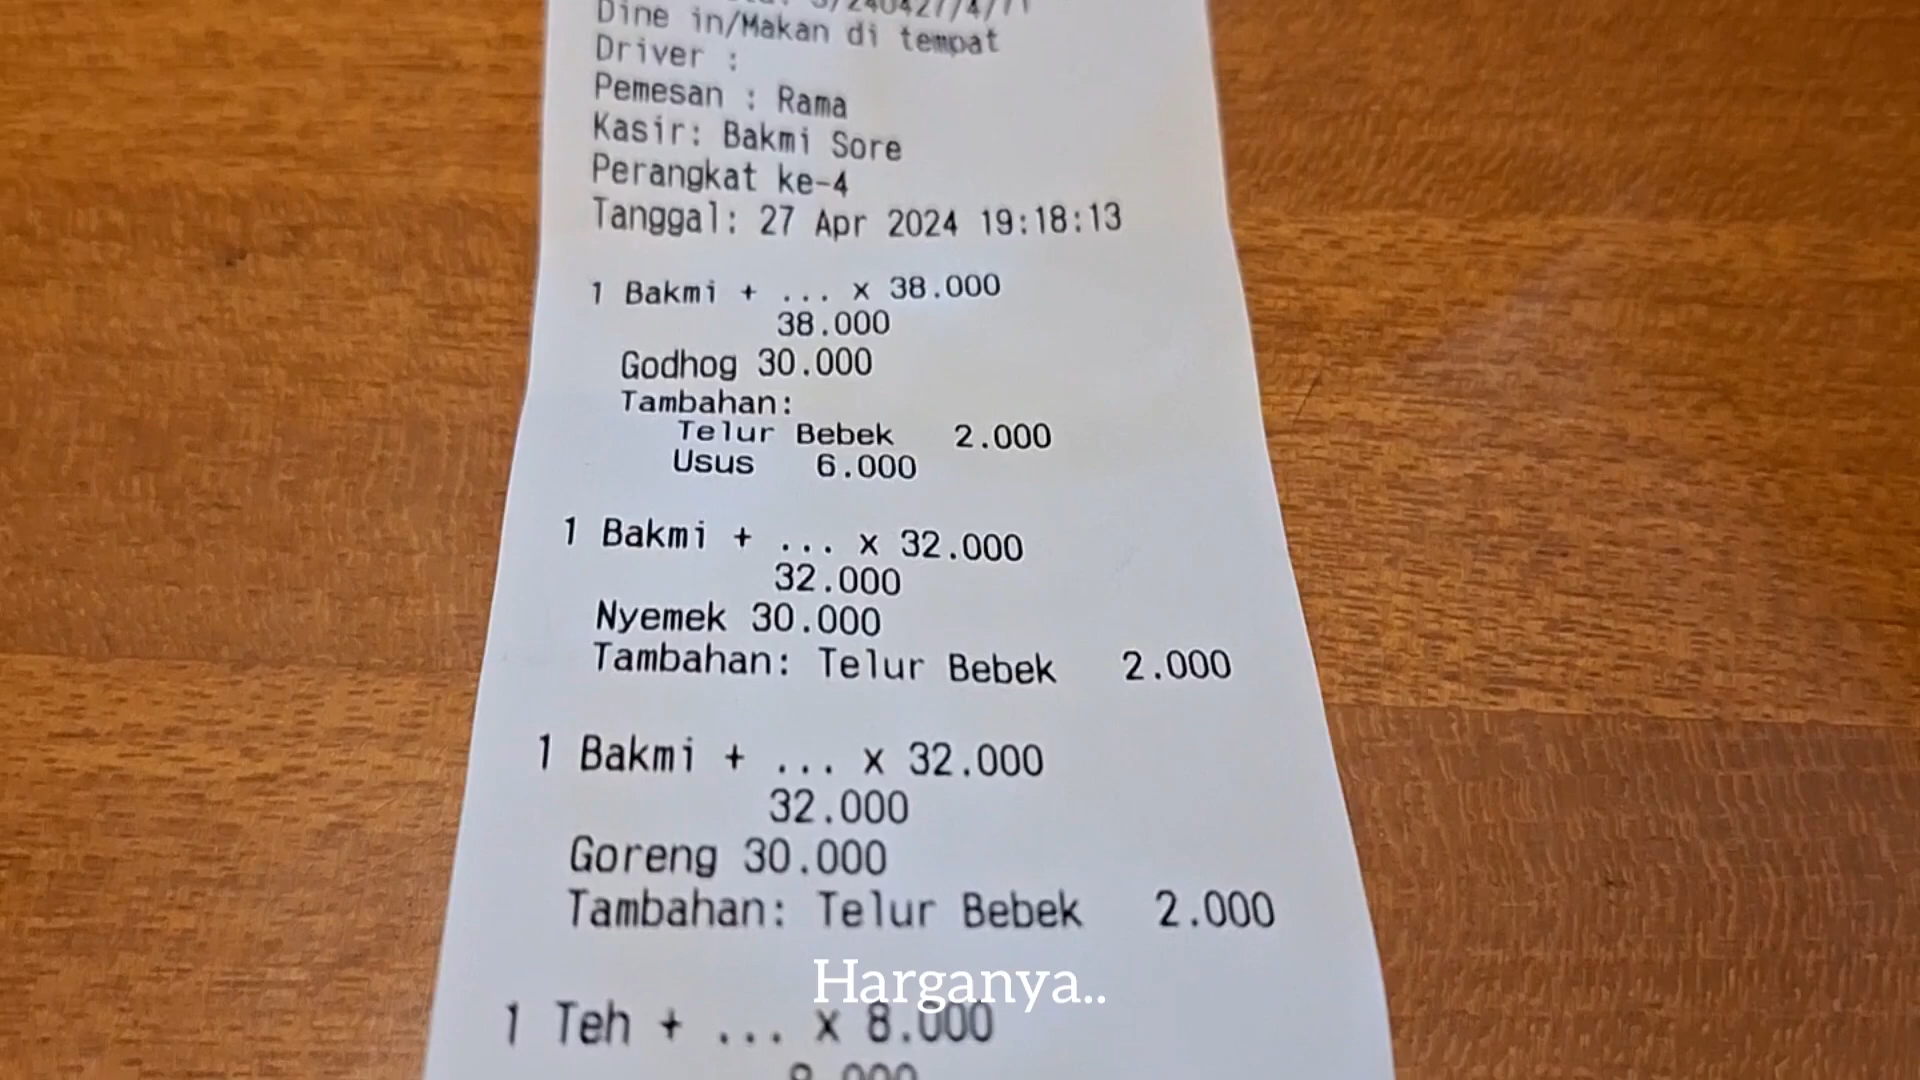 Dine in/Makan di tempat
Driver :
Pemesan : Rama
Kasir: Bakmi Sore
Perangkat ke-4
Tanggal: 27 Apr 2024 19:18:13
1 Bakmi + ... x 38.000
38.000
Godhog 30.000
Tambahan:
Telur Bebek 2.000
Usus 6.000
1 Bakmi + ... x 32.000
32.000
Nyemek 30.000
Tambahan: Telur Bebek 2.000
1 Bakmi + ... x 32.000
32.000
Goreng 30.000
Tambahan: Telur Bebek 2.000
Harganya..
1 Teh + ... x 8.000